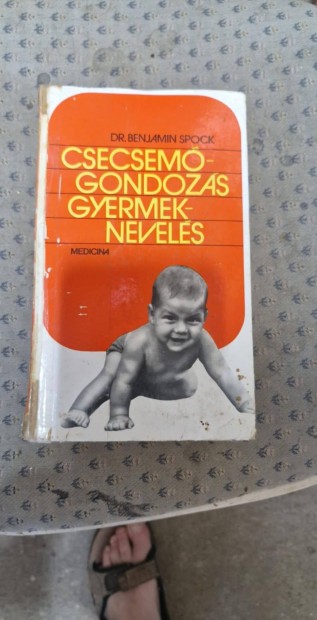 DR. BENJAMIN SPOCK
CSECSEMŐ-
GONDOZÁS
GYERMEK-
NEVELÉS
MEDICINA